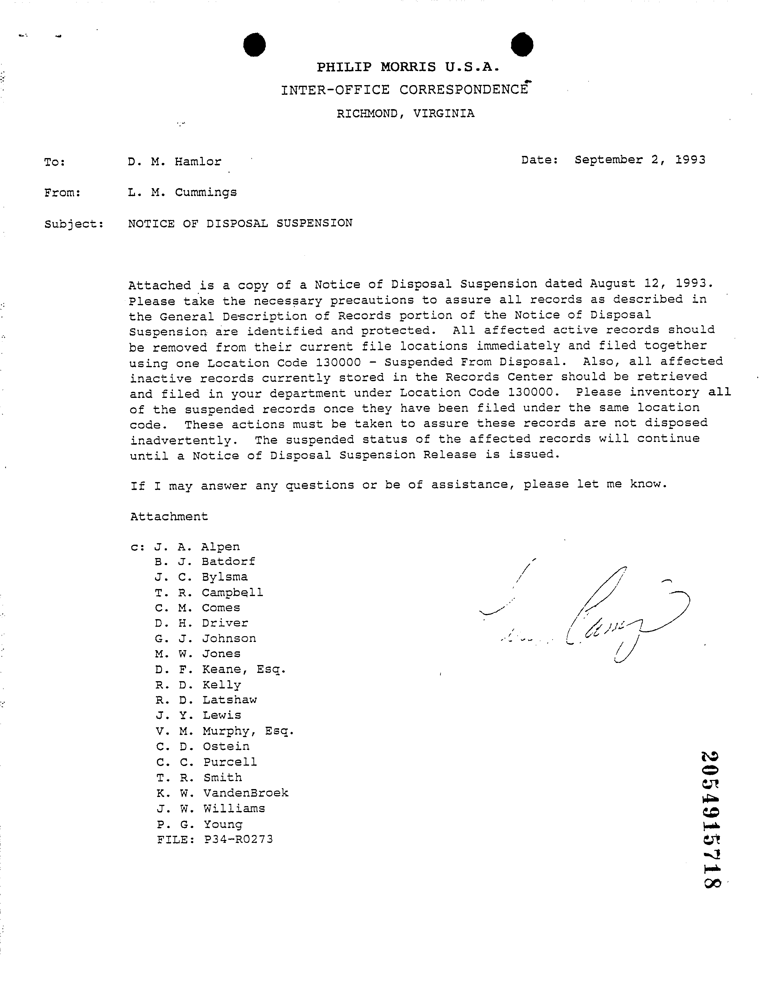 PHILIP MORRIS U.S.A.
INTER-OFFICE CORRESPONDENCE
RICHMOND, VIRGINIA
To: D. M. Hamlor Date: September 2, 1993
From: L. M. Cummings
Subject: NOTICE OF DISPOSAL SUSPENSION
Attached is a copy of a Notice of Disposal Suspension dated August 12, 1993.
Please take the necessary precautions to assure all records as described in
the General Description of Records portion of the Notice of Disposal
Suspension are identified and protected. All affected active records should
be removed from their current file locations immediately and filed together
using one Location Code 130000 - Suspended From Disposal. Also, all affected
inactive records currently stored in the Records Center should be retrieved
and filed in your department under Location Code 130000. Please inventory all
of the suspended records once they have been filed under the same location
code. These actions must be taken to assure these records are not disposed
inadvertently. The suspended status of the affected records will continue
until a Notice of Disposal Suspension Release is issued.
If I may answer any questions or be of assistance, please let me know.
Attachment
c: J. A. Alpen
B. J. Batdorf
J. C. Bylsma
T. R. Campbell
C. M. Comes
D. H. Driver
G. J. Johnson
M. W. Jones
D. F. Keane, Esq.
R. D. Kelly
R. D. Latshaw
J. Y. Lewis
V. M. Murphy, Esq.
C. D. Ostein
C. C. Purcell
T. R. Smith
K. W. VandenBroek
J. W. Williams
P. G. Young
FILE: P34-R0273
2054915718